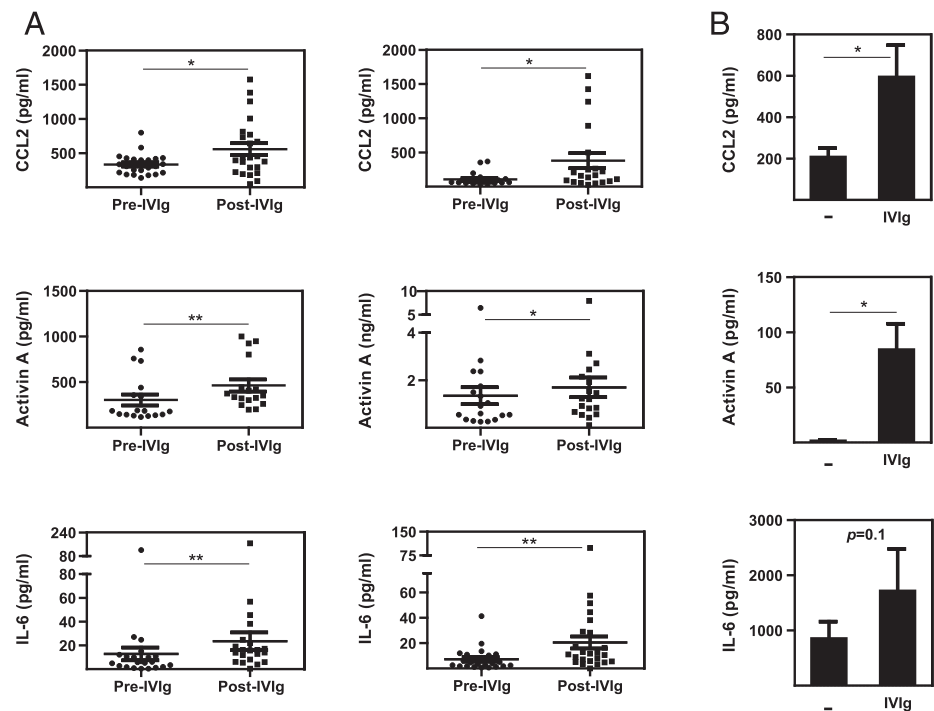 A
B
CCL2 (pg/ml)
2000
1500
1000
500
*
Pre-IVIg Post-IVIg
CCL2 (pg/ml)
2000
1500
1000
500
*
Pre-IVIg Post-IVIg
CCL2 (pg/ml)
800
600
400
200
*
– IVIg
Activin A (pg/ml)
1500
1000
500
**
Pre-IVIg Post-IVIg
Activin A (ng/ml)
10
5
4
2
*
Pre-IVIg Post-IVIg
Activin A (pg/ml)
150
100
50
*
– IVIg
IL-6 (pg/ml)
240
80
80
60
40
20
**
Pre-IVIg Post-IVIg
IL-6 (pg/ml)
150
75
60
40
20
**
Pre-IVIg Post-IVIg
IL-6 (pg/ml)
3000
2000
1000
p=0.1
– IVIg